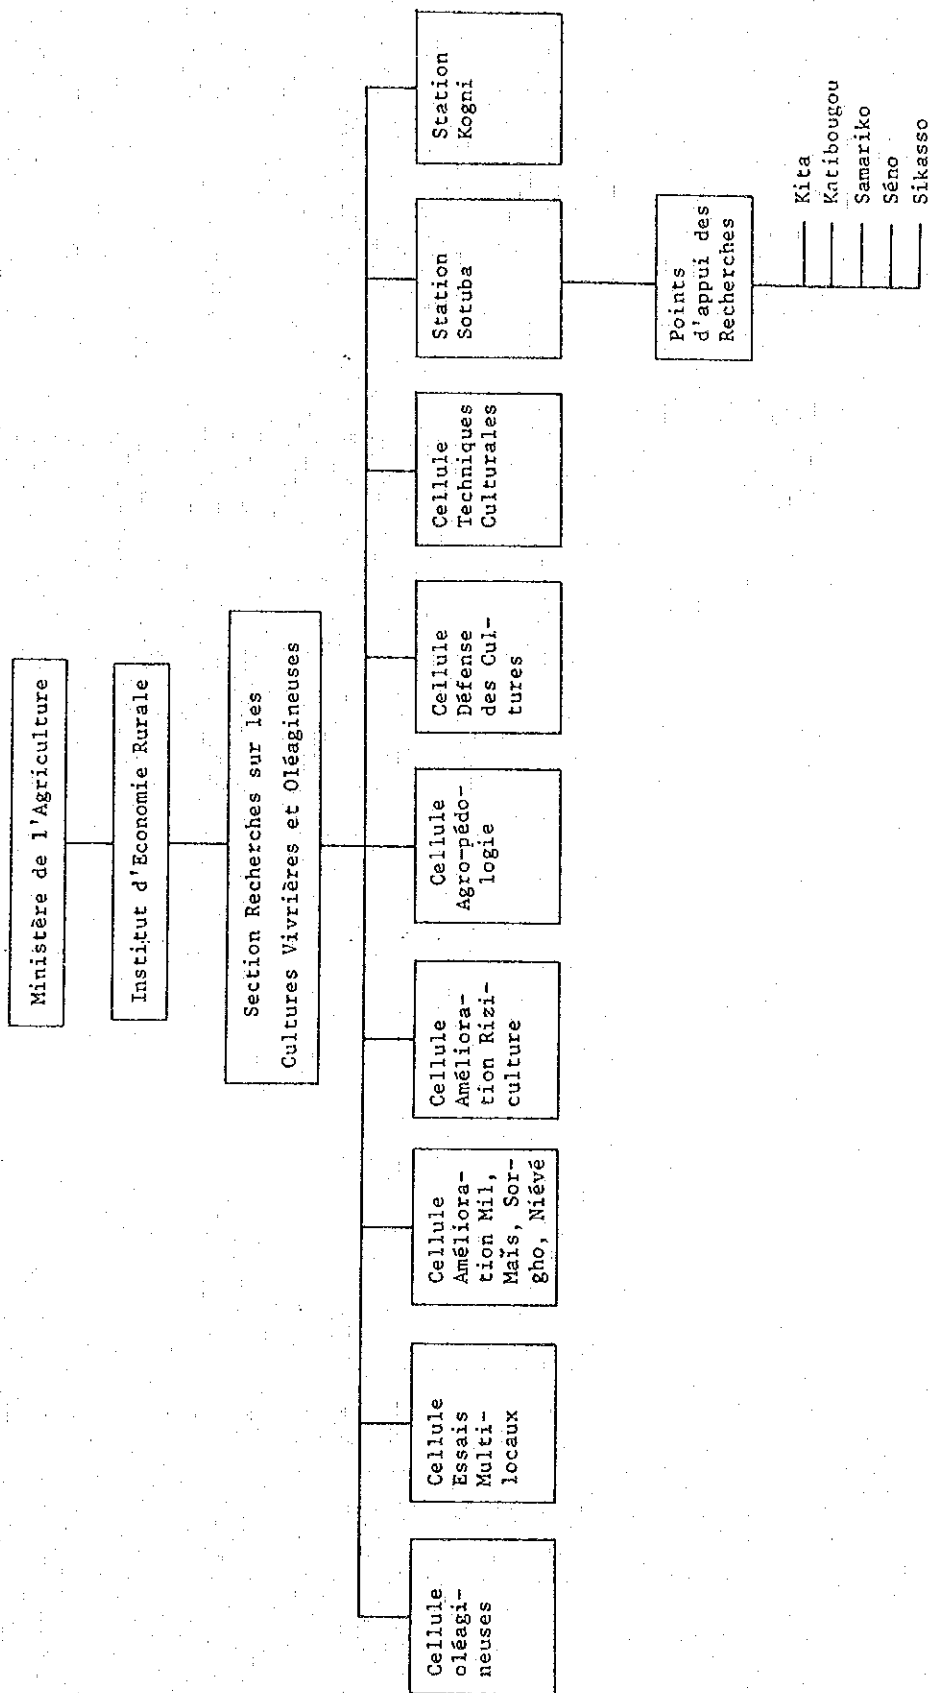 Ministère de l'Agriculture
Institut d'Economie Rurale
Section Recherches sur les
Cultures Vivrières et Oléagineuses
Cellule
oléagi-
neuses
Cellule
Essais
Multi-
locaux
Cellule
Améliora-
tion Mil,
Maïs, Sor-
gho, Niévé
Cellule
Améliora-
tion Rizi-
culture
Cellule
Agro-pédo-
logie
Cellule
Défense
des Cul-
tures
Cellule
Techniques
Culturales
Station
Sotuba
Station
Kogni
Points
d'appui des
Recherches
Kita
Katibougou
Samariko
Séno
Sikasso